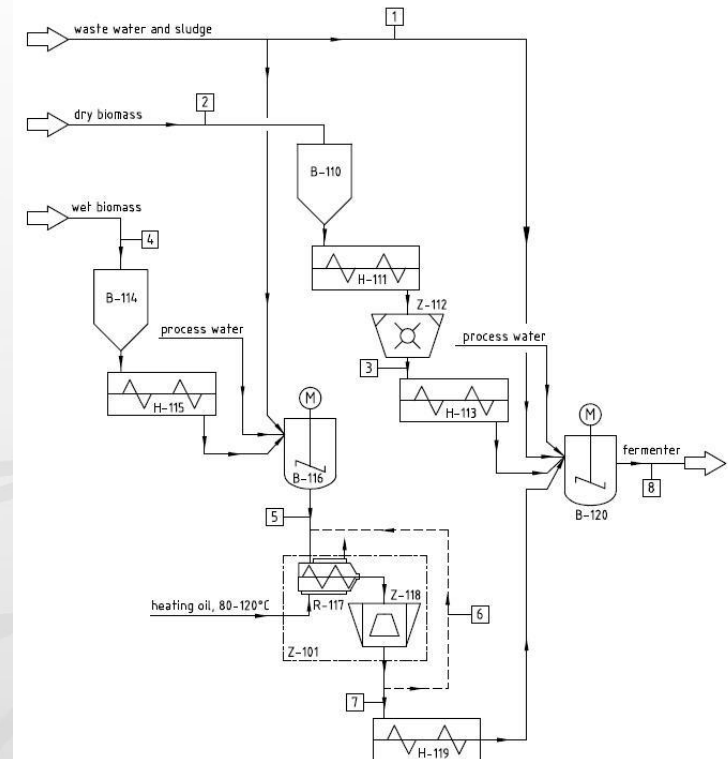 waste water and sludge
1
dry biomass
2
B-110
wet biomass
4
H-111
B-114
Z-112
process water
process water
3
H-115
H-113
M
M
fermenter
B-116
8
B-120
5
R-117
Z-118
heating oil, 80-120°C
6
Z-101
7
H-119